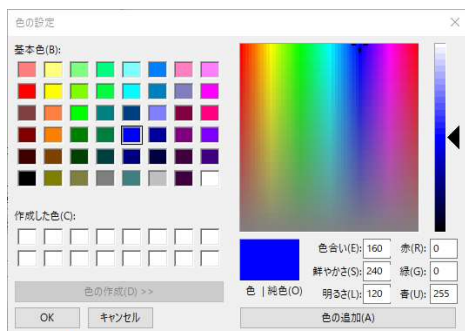 色の設定
基本色(B):
作成した色(C):
色の作成(D) >>
OK
キャンセル
色 | 純色(O)
色合い(E): 160
鮮やかさ(S): 240
明るさ(L): 120
赤(R): 0
緑(G): 0
青(U): 255
色の追加(A)